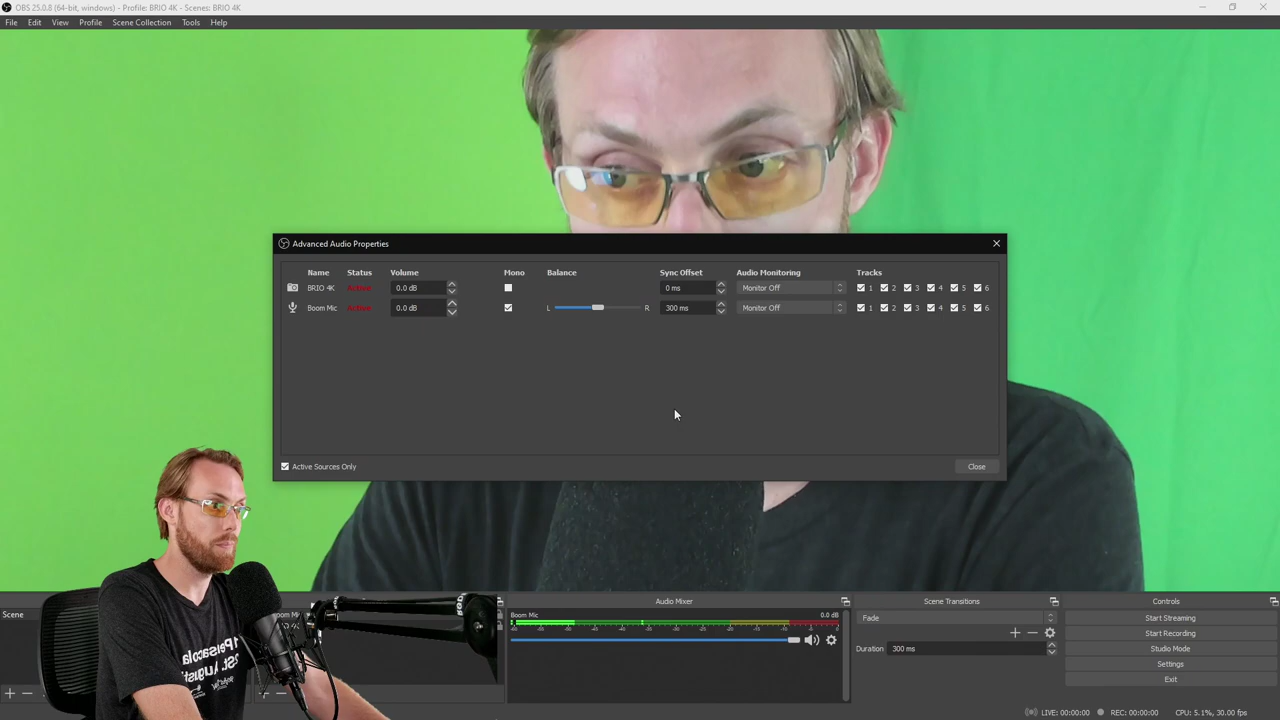 OBS 25.0.8 (64-bit, windows) - Profile: BRIO 4K - Scenes: BRIO 4K
File Edit View Profile Scene Collection Tools Help
Advanced Audio Properties
Name Status Volume Mono Balance Sync Offset Audio Monitoring Tracks
BRIO 4K Active 0.0 dB 0 ms Monitor Off 1 2 3 4 5 6
Boom Mic Active 0.0 dB L R 300 ms Monitor Off 1 2 3 4 5 6
Active Sources Only Close
Audio Mixer Scene Transitions Controls
Scene Boom Mic Boom Mic 0.0 dB Fade Start Streaming
Start Recording
Duration 300 ms Studio Mode
Settings
Exit
LIVE: 00:00:00 REC: 00:00:00 CPU: 5.1%, 30.00 fps